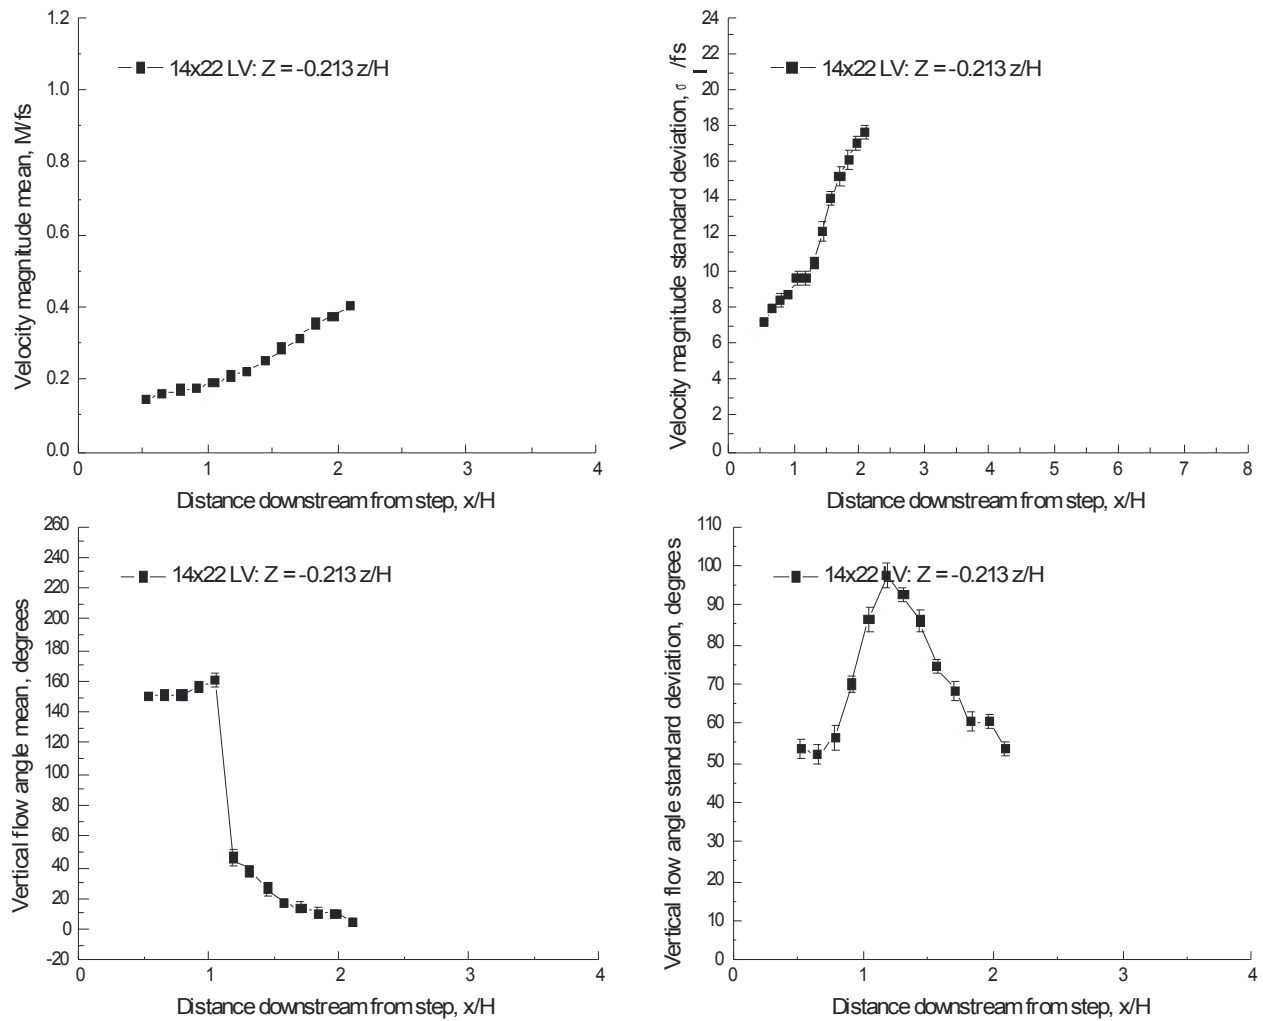 1.2
1.0
0.8
0.6
0.4
0.2
0.0
Velocity magnitude mean, M/fs
14x22 LV: Z = -0.213 z/H
0 1 2 3 4
Distance downstream from step, x/H
24
22
20
18
16
14
12
10
8
6
4
2
0
Velocity magnitude standard deviation, σ /fs
14x22 LV: Z = -0.213 z/H
0 1 2 3 4 5 6 7 8
Distance downstream from step, x/H
260
240
220
200
180
160
140
120
100
80
60
40
20
0
-20
Vertical flow angle mean, degrees
14x22 LV: Z = -0.213 z/H
0 1 2 3 4
Distance downstream from step, x/H
110
100
90
80
70
60
50
40
30
20
10
0
Vertical flow angle standard deviation, degrees
14x22 LV: Z = -0.213 z/H
0 1 2 3 4
Distance downstream from step, x/H